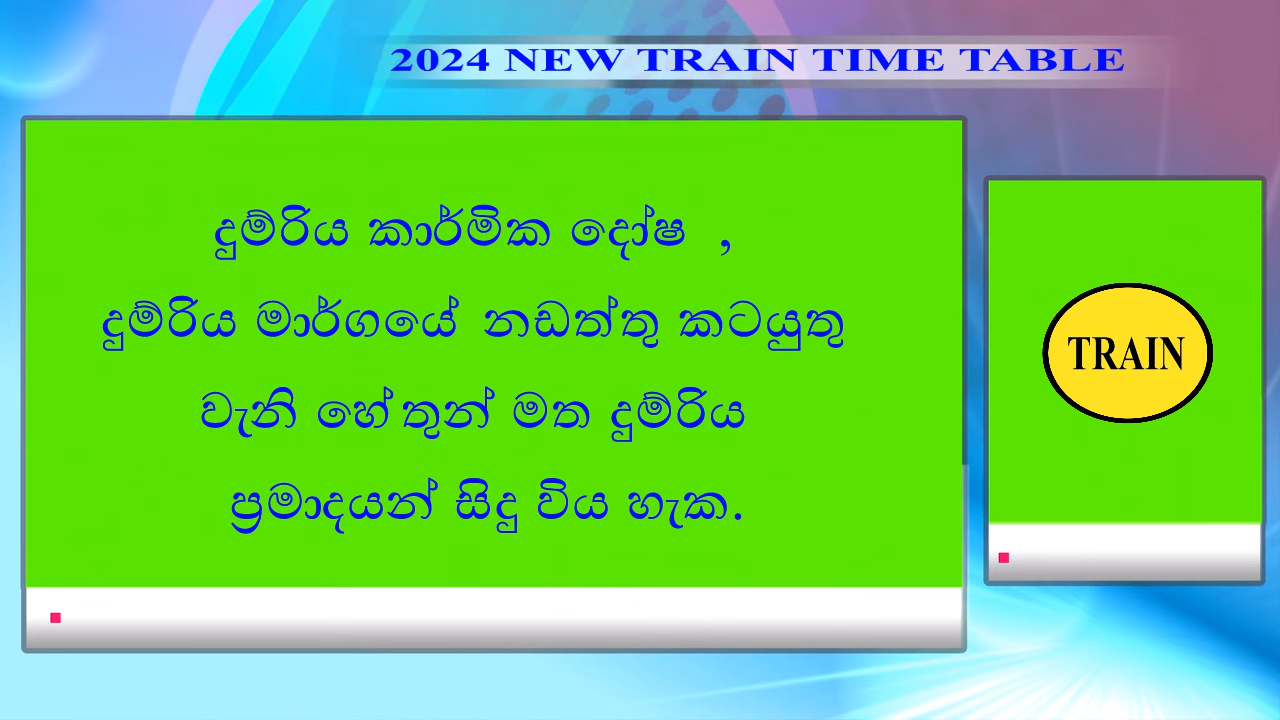 2024 NEW TRAIN TIME TABLE
දුම්රිය කාර්මික දෝෂ ,
දුම්රිය මාර්ගයේ නඩත්තු කටයුතු
වැනි හේතුන් මත දුම්රිය
ප්‍රමාදයන් සිදු විය හැක.
TRAIN